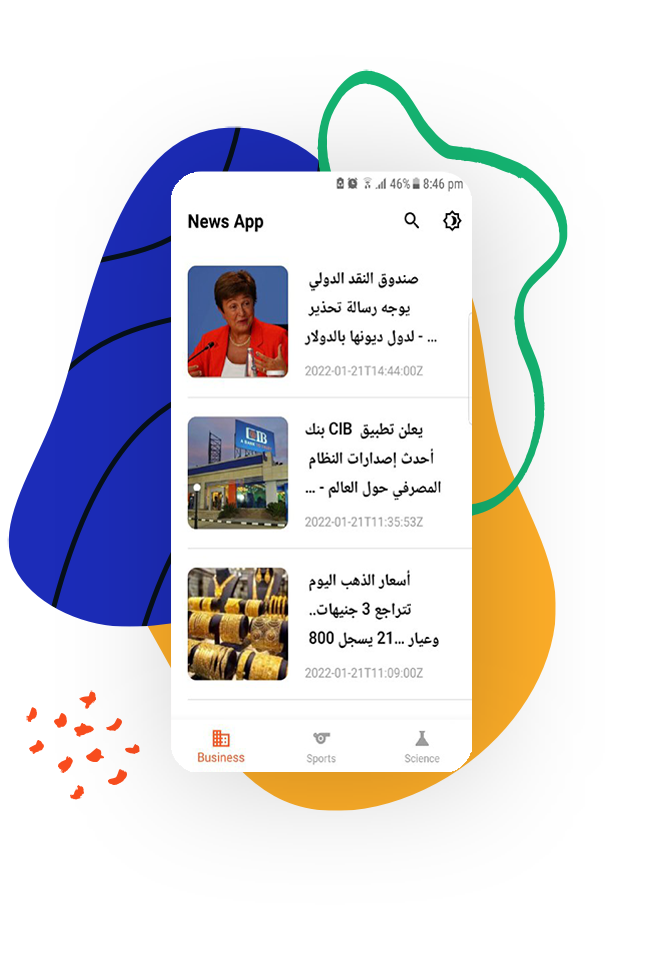 46% 8:46 pm
News App
صندوق النقد الدولي
يوجه رسالة تحذير
لدول ديونها بالدولار - ...
2022-01-21T14:44:00Z
CIB
A BANK
بنك CIB يعلن تطبيق
أحدث إصدارات النظام
المصرفي حول العالم - ...
2022-01-21T11:35:53Z
أسعار الذهب اليوم
تتراجع 3 جنيهات..
وعيار 21... يسجل 800
2022-01-21T11:09:00Z
Business
Sports
Science